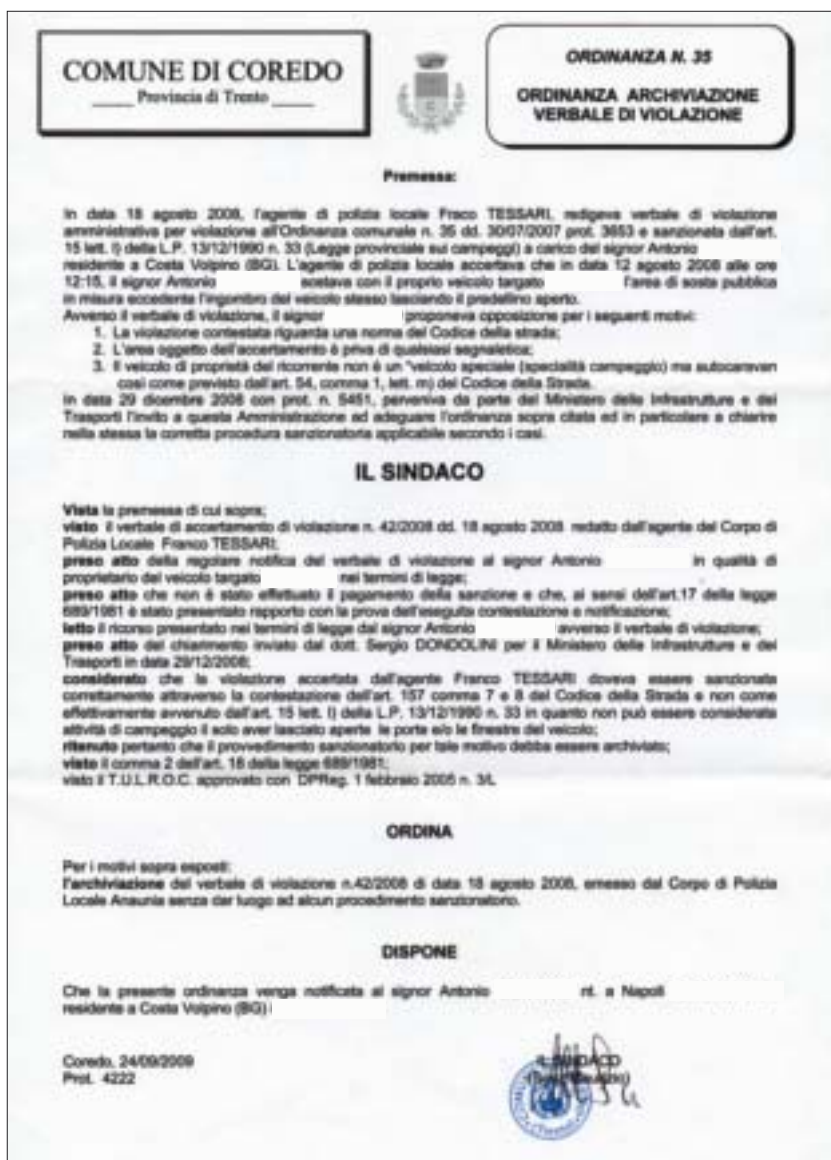 COMUNE DI COREDO
Provincia di Trento
ORDINANZA N. 35
ORDINANZA ARCHIVIAZIONE
VERBALE DI VIOLAZIONE
Premessa:
In data 18 agosto 2008, l'agente di polizia locale Fraco TESSARI, redigeva verbale di violazione
amministrativa per violazione all'Ordinanza comunale n. 35 dd. 30/07/2007 prot. 3653 e sanzionata dall'art.
15 lett. l) della L.P. 13/12/1990 n. 33 (Legge provinciale sui campeggi) a carico del signor Antonio
residente a Costa Volpino (BG). L'agente di polizia locale accertava che in data 12 agosto 2008 alle ore
12:15, il signor Antonio sostava con il proprio veicolo targato l'area di sosta pubblica
in misura eccedente l'ingombro del veicolo stesso lasciando il predellino aperto.
Avverso il verbale di violazione, il signor proponeva opposizione per i seguenti motivi:
1. La violazione contestata riguarda una norma del Codice della strada;
2. L'area oggetto dell'accertamento è priva di qualsiasi segnaletica;
3. Il veicolo di proprietà del ricorrente non è un "veicolo speciale (specialità campeggio) ma autocaravan
così come previsto dall'art. 54, comma 1, lett. m) del Codice della Strada.
In data 29 dicembre 2008 con prot. n. 5451, perveniva da parte del Ministero delle Infrastrutture e dei
Trasporti l'invito a questa Amministrazione ad adeguare l'ordinanza sopra citata ed in particolare a chiarire
nella stessa la corretta procedura sanzionatoria applicabile secondo i casi.
IL SINDACO
Vista la premessa di cui sopra;
visto il verbale di accertamento di violazione n. 42/2008 dd. 18 agosto 2008 redatto dall'agente del Corpo di
Polizia Locale Franco TESSARI;
preso atto della regolare notifica del verbale di violazione al signor Antonio in qualità di
proprietario del veicolo targato nei termini di legge;
preso atto che non è stato effettuato il pagamento della sanzione e che, ai sensi dell'art.17 della legge
689/1981 è stato presentato rapporto con la prova dell'eseguita contestazione e notificazione;
letto il ricorso presentato nei termini di legge dal signor Antonio avverso il verbale di violazione;
preso atto del chiarimento inviato dal dott. Sergio DONDOLINI per il Ministero delle Infrastrutture e dei
Trasporti in data 29/12/2008;
considerato che la violazione accertata dall'agente Franco TESSARI doveva essere sanzionata
correttamente attraverso la contestazione dell'art. 157 comma 7 e 8 del Codice della Strada e non come
effettivamente avvenuto dall'art. 15 lett. l) della L.P. 13/12/1990 n. 33 in quanto non può essere considerata
attività di campeggio il solo aver lasciato aperte le porte e/o le finestre del veicolo;
ritenuto pertanto che il provvedimento sanzionatorio per tale motivo debba essere archiviato;
visto il comma 2 dell'art. 18 della legge 689/1981;
visto il T.U.L.R.O.C. approvato con DPReg. 1 febbraio 2005 n. 3/L
ORDINA
Per i motivi sopra esposti:
l'archiviazione del verbale di violazione n.42/2008 di data 18 agosto 2008, emesso dal Corpo di Polizia
Locale Anaunia senza dar luogo ad alcun procedimento sanzionatorio.
DISPONE
Che la presente ordinanza venga notificata al signor Antonio nt. a Napoli
residente a Costa Volpino (BG)
Coredo, 24/09/2009
Prot. 4222
IL SINDACO